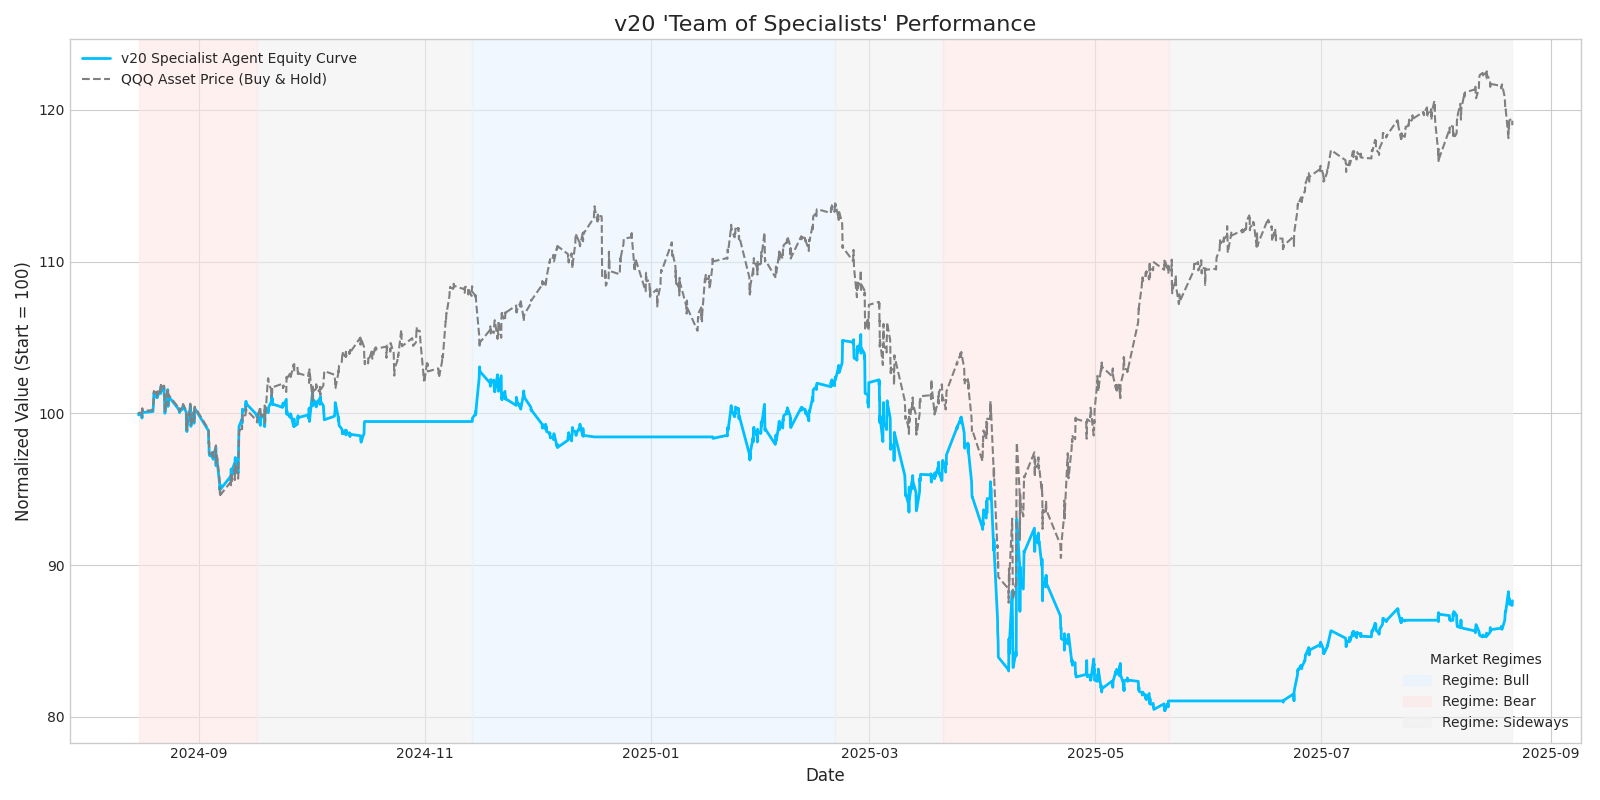 v20 'Team of Specialists' Performance
v20 Specialist Agent Equity Curve
QQQ Asset Price (Buy & Hold)
Normalized Value (Start = 100)
120
110
100
90
80
Market Regimes
Regime: Bull
Regime: Bear
Regime: Sideways
2024-09 2024-11 2025-01 2025-03 2025-05 2025-07 2025-09
Date